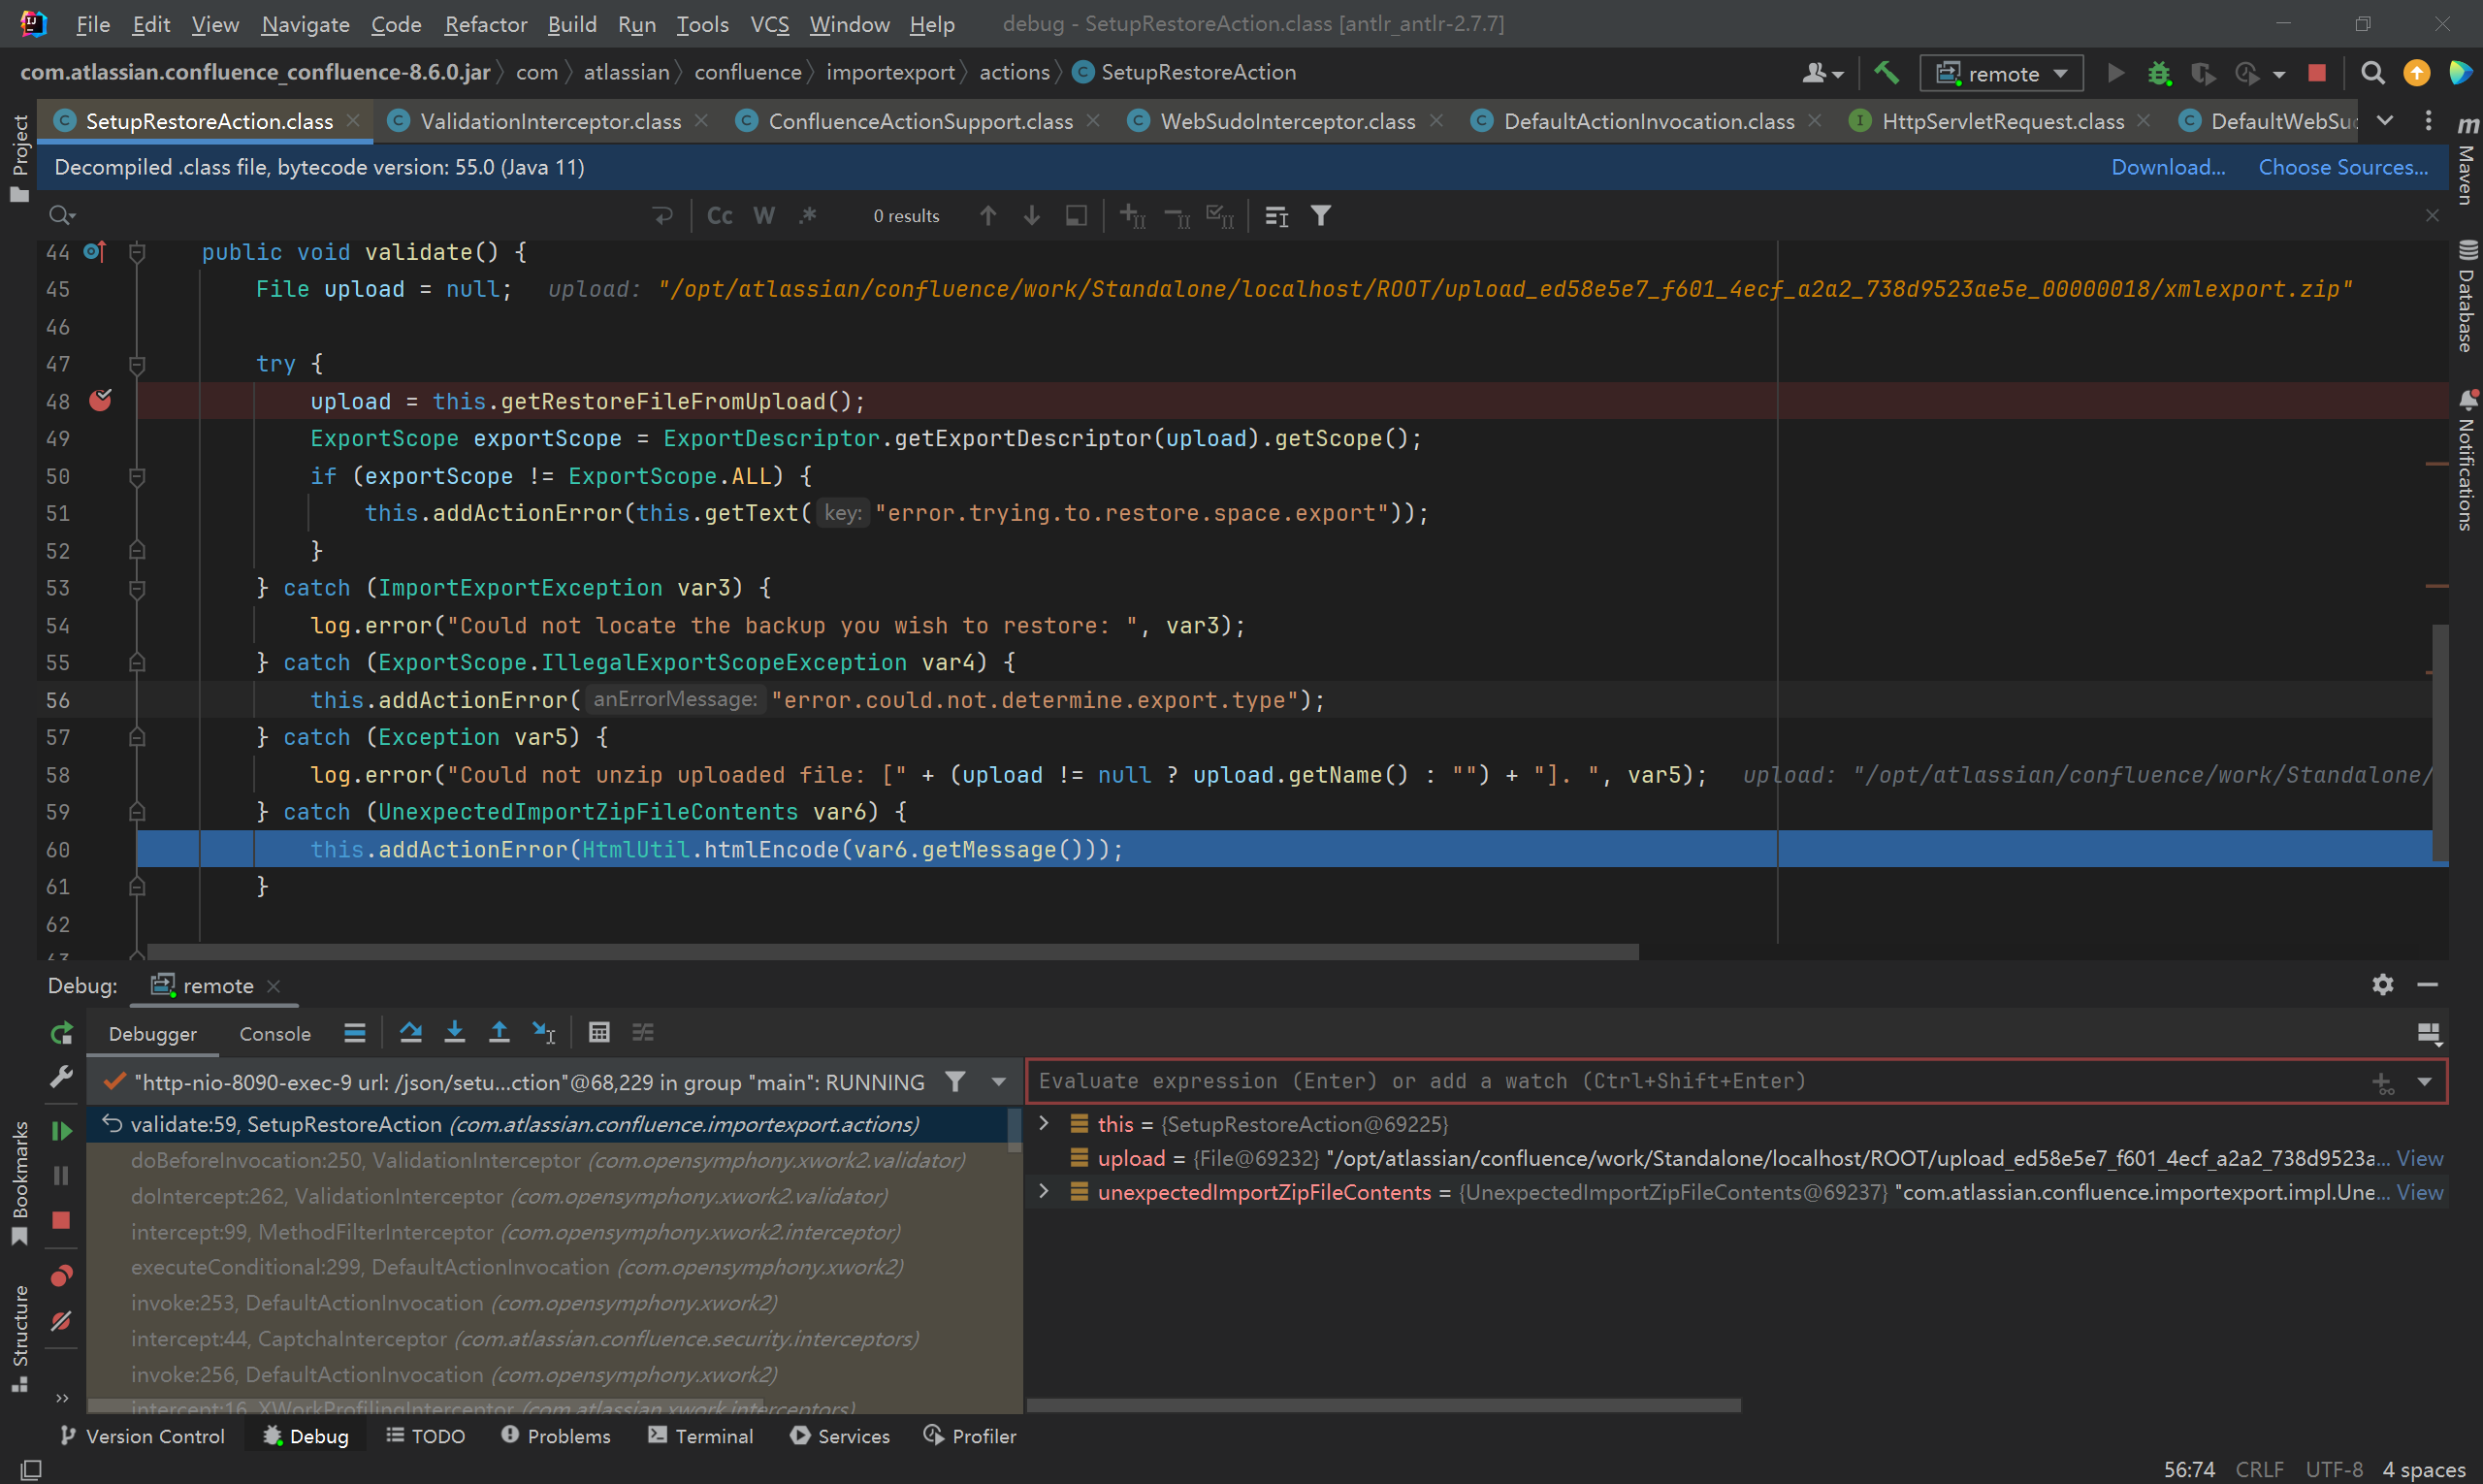 File Edit View Navigate Code Refactor Build Run Tools VCS Window Help debug - SetupRestoreAction.class [antlr_antlr-2.7.7]
com.atlassian.confluence_confluence-8.6.0.jar com atlassian confluence importexport actions SetupRestoreAction remote
SetupRestoreAction.class ValidationInterceptor.class ConfluenceActionSupport.class WebSudoInterceptor.class DefaultActionInvocation.class HttpServletRequest.class DefaultWebSu
Decompiled .class file, bytecode version: 55.0 (Java 11) Download... Choose Sources...
Cc W .* 0 results
44 public void validate() {
45 File upload = null; upload: "/opt/atlassian/confluence/work/Standalone/localhost/ROOT/upload_ed58e5e7_f601_4ecf_a2a2_738d9523ae5e_00000018/xmlexport.zip"
46
47 try {
48 upload = this.getRestoreFileFromUpload();
49 ExportScope exportScope = ExportDescriptor.getExportDescriptor(upload).getScope();
50 if (exportScope != ExportScope.ALL) {
51 this.addActionError(this.getText( key: "error.trying.to.restore.space.export"));
52 }
53 } catch (ImportExportException var3) {
54 log.error("Could not locate the backup you wish to restore: ", var3);
55 } catch (ExportScope.IllegalExportScopeException var4) {
56 this.addActionError( anErrorMessage: "error.could.not.determine.export.type");
57 } catch (Exception var5) {
58 log.error("Could not unzip uploaded file: [" + (upload != null ? upload.getName() : "") + "]. ", var5); upload: "/opt/atlassian/confluence/work/Standalone/
59 } catch (UnexpectedImportZipFileContents var6) {
60 this.addActionError(HtmlUtil.htmlEncode(var6.getMessage()));
61 }
62
63
Project
Bookmarks
Structure
m
Maven
Database
Notifications
Debug: remote
Debugger Console
"http-nio-8090-exec-9 url: /json/setu...ction"@68,229 in group "main": RUNNING
validate:59, SetupRestoreAction (com.atlassian.confluence.importexport.actions)
doBeforeInvocation:250, ValidationInterceptor (com.opensymphony.xwork2.validator)
doIntercept:262, ValidationInterceptor (com.opensymphony.xwork2.validator)
intercept:99, MethodFilterInterceptor (com.opensymphony.xwork2.interceptor)
executeConditional:299, DefaultActionInvocation (com.opensymphony.xwork2)
invoke:253, DefaultActionInvocation (com.opensymphony.xwork2)
intercept:44, CaptchaInterceptor (com.atlassian.confluence.security.interceptors)
invoke:256, DefaultActionInvocation (com.opensymphony.xwork2)
intercept:16, XWorkProfilingInterceptor (com.atlassian.xwork.interceptors)
Evaluate expression (Enter) or add a watch (Ctrl+Shift+Enter)
this = {SetupRestoreAction@69225}
upload = {File@69232} "/opt/atlassian/confluence/work/Standalone/localhost/ROOT/upload_ed58e5e7_f601_4ecf_a2a2_738d9523a... View
unexpectedImportZipFileContents = {UnexpectedImportZipFileContents@69237} "com.atlassian.confluence.importexport.impl.Une... View
Version Control Debug TODO Problems Terminal Services Profiler
56:74 CRLF UTF-8 4 spaces